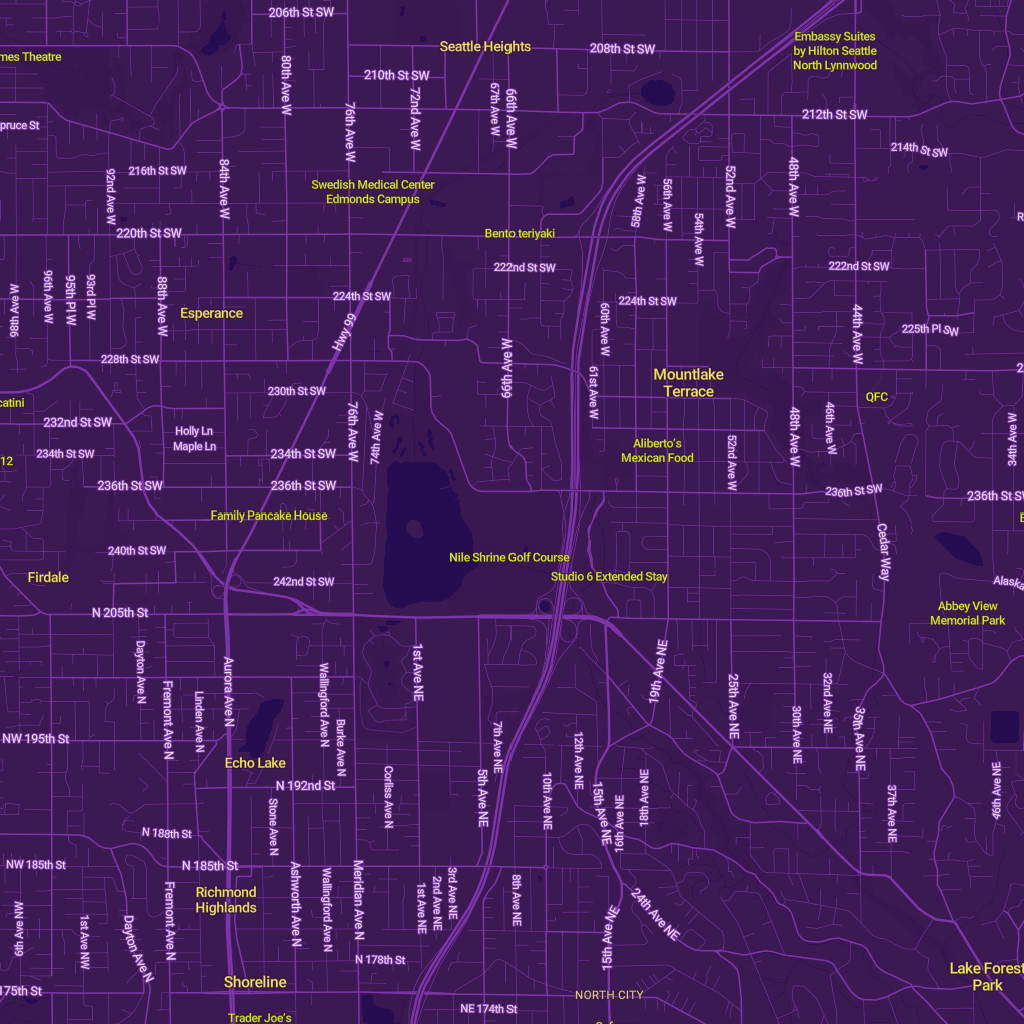 206th St SW
Seattle Heights
208th St SW
Embassy Suites
by Hilton Seattle
North Lynnwood
mes Theatre
80th Ave W
210th St SW
72nd Ave W
67th Ave W
66th Ave W
76th Ave W
212th St SW
pruce St
214th St SW
216th St SW
92nd Ave W
84th Ave W
Swedish Medical Center
Edmonds Campus
58th Ave W
56th Ave W
54th Ave W
52nd Ave W
48th Ave W
220th St SW
Bento teriyaki
222nd St SW
222nd St SW
98th Ave W
96th Ave W
95th Pl W
93rd Pl W
88th Ave W
Esperance
224th St SW
224th St SW
60th Ave W
44th Ave W
225th Pl SW
Hwy 99
228th St SW
66th Ave W
61st Ave W
Mountlake
Terrace
230th St SW
QFC
catini
232nd St SW
Holly Ln
Maple Ln
76th Ave W
74th Ave W
48th Ave W
46th Ave W
34th Ave W
12
234th St SW
234th St SW
Aliberto's
Mexican Food
52nd Ave W
236th St SW
236th St SW
236th St SW
236th St SW
Family Pancake House
240th St SW
Cedar Way
Nile Shrine Golf Course
Studio 6 Extended Stay
Firdale
242nd St SW
Alaska
N 205th St
Abbey View
Memorial Park
Dayton Ave N
Fremont Ave N
Linden Ave N
Aurora Ave N
Wallingford Ave N
Burke Ave N
1st Ave NE
19th Ave NE
25th Ave NE
30th Ave NE
32nd Ave NE
35th Ave NE
NW 195th St
Echo Lake
7th Ave NE
12th Ave NE
N 192nd St
Stone Ave N
Corliss Ave N
5th Ave NE
10th Ave NE
15th Ave NE
16th Ave NE
18th Ave NE
37th Ave NE
46th Ave NE
N 188th St
NW 185th St
N 185th St
Richmond
Highlands
6th Ave NW
1st Ave NW
Dayton Ave N
Fremont Ave N
Ashworth Ave N
Wallingford Ave N
Meridian Ave N
1st Ave NE
2nd Ave NE
3rd Ave NE
8th Ave NE
15th Ave NE
24th Ave NE
N 178th St
Lake Forest
Park
Shoreline
175th St
NE 174th St
NORTH CITY
Trader Joe's